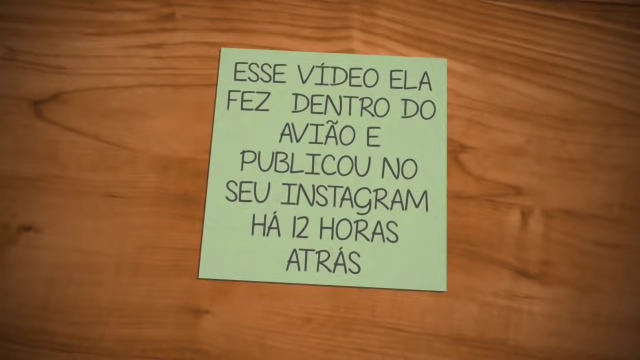 ESSE VÍDEO ELA
FEZ DENTRO DO
AVIÃO E
PUBLICOU NO
SEU INSTAGRAM
HÁ 12 HORAS
ATRÁS